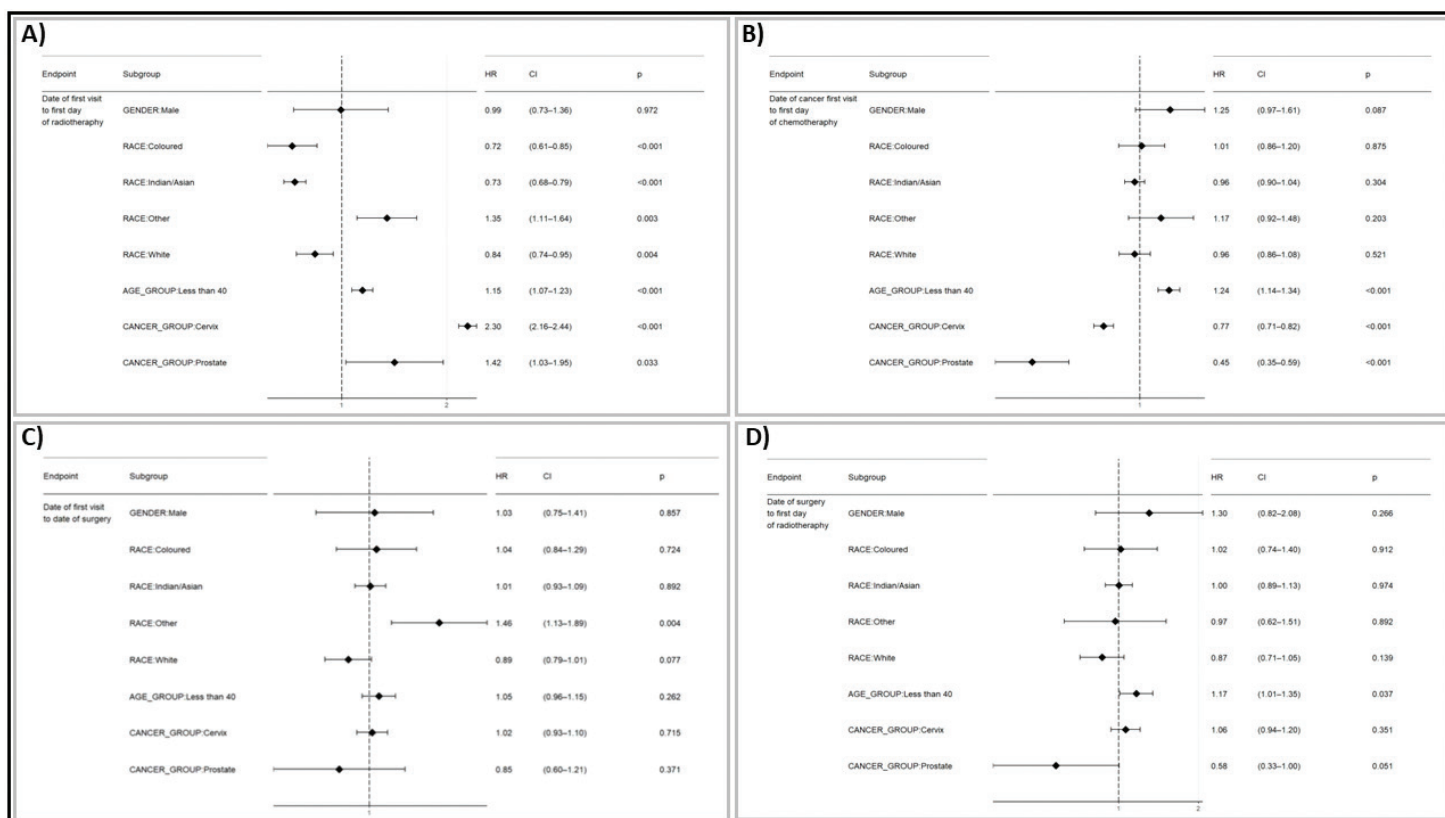 A)
Endpoint Subgroup HR CI p
Date of first visit
to first day
of radiotheraphy
GENDER:Male 0.99 (0.73–1.36) 0.972
RACE:Coloured 0.72 (0.61–0.85) <0.001
RACE:Indian/Asian 0.73 (0.68–0.79) <0.001
RACE:Other 1.35 (1.11–1.64) 0.003
RACE:White 0.84 (0.74–0.95) 0.004
AGE_GROUP:Less than 40 1.15 (1.07–1.23) <0.001
CANCER_GROUP:Cervix 2.30 (2.16–2.44) <0.001
CANCER_GROUP:Prostate 1.42 (1.03–1.95) 0.033
1 2
B)
Endpoint Subgroup HR CI p
Date of cancer first visit
to first day
of chemotheraphy
GENDER:Male 1.25 (0.97–1.61) 0.087
RACE:Coloured 1.01 (0.86–1.20) 0.875
RACE:Indian/Asian 0.96 (0.90–1.04) 0.304
RACE:Other 1.17 (0.92–1.48) 0.203
RACE:White 0.96 (0.86–1.08) 0.521
AGE_GROUP:Less than 40 1.24 (1.14–1.34) <0.001
CANCER_GROUP:Cervix 0.77 (0.71–0.82) <0.001
CANCER_GROUP:Prostate 0.45 (0.35–0.59) <0.001
1
C)
Endpoint Subgroup HR CI p
Date of first visit
to date of surgery
GENDER:Male 1.03 (0.75–1.41) 0.857
RACE:Coloured 1.04 (0.84–1.29) 0.724
RACE:Indian/Asian 1.01 (0.93–1.09) 0.892
RACE:Other 1.46 (1.13–1.89) 0.004
RACE:White 0.89 (0.79–1.01) 0.077
AGE_GROUP:Less than 40 1.05 (0.96–1.15) 0.262
CANCER_GROUP:Cervix 1.02 (0.93–1.10) 0.715
CANCER_GROUP:Prostate 0.85 (0.60–1.21) 0.371
1
D)
Endpoint Subgroup HR CI p
Date of surgery
to first day
of radiotheraphy
GENDER:Male 1.30 (0.82–2.08) 0.266
RACE:Coloured 1.02 (0.74–1.40) 0.912
RACE:Indian/Asian 1.00 (0.89–1.13) 0.974
RACE:Other 0.97 (0.62–1.51) 0.892
RACE:White 0.87 (0.71–1.05) 0.139
AGE_GROUP:Less than 40 1.17 (1.01–1.35) 0.037
CANCER_GROUP:Cervix 1.06 (0.94–1.20) 0.351
CANCER_GROUP:Prostate 0.58 (0.33–1.00) 0.051
1 2